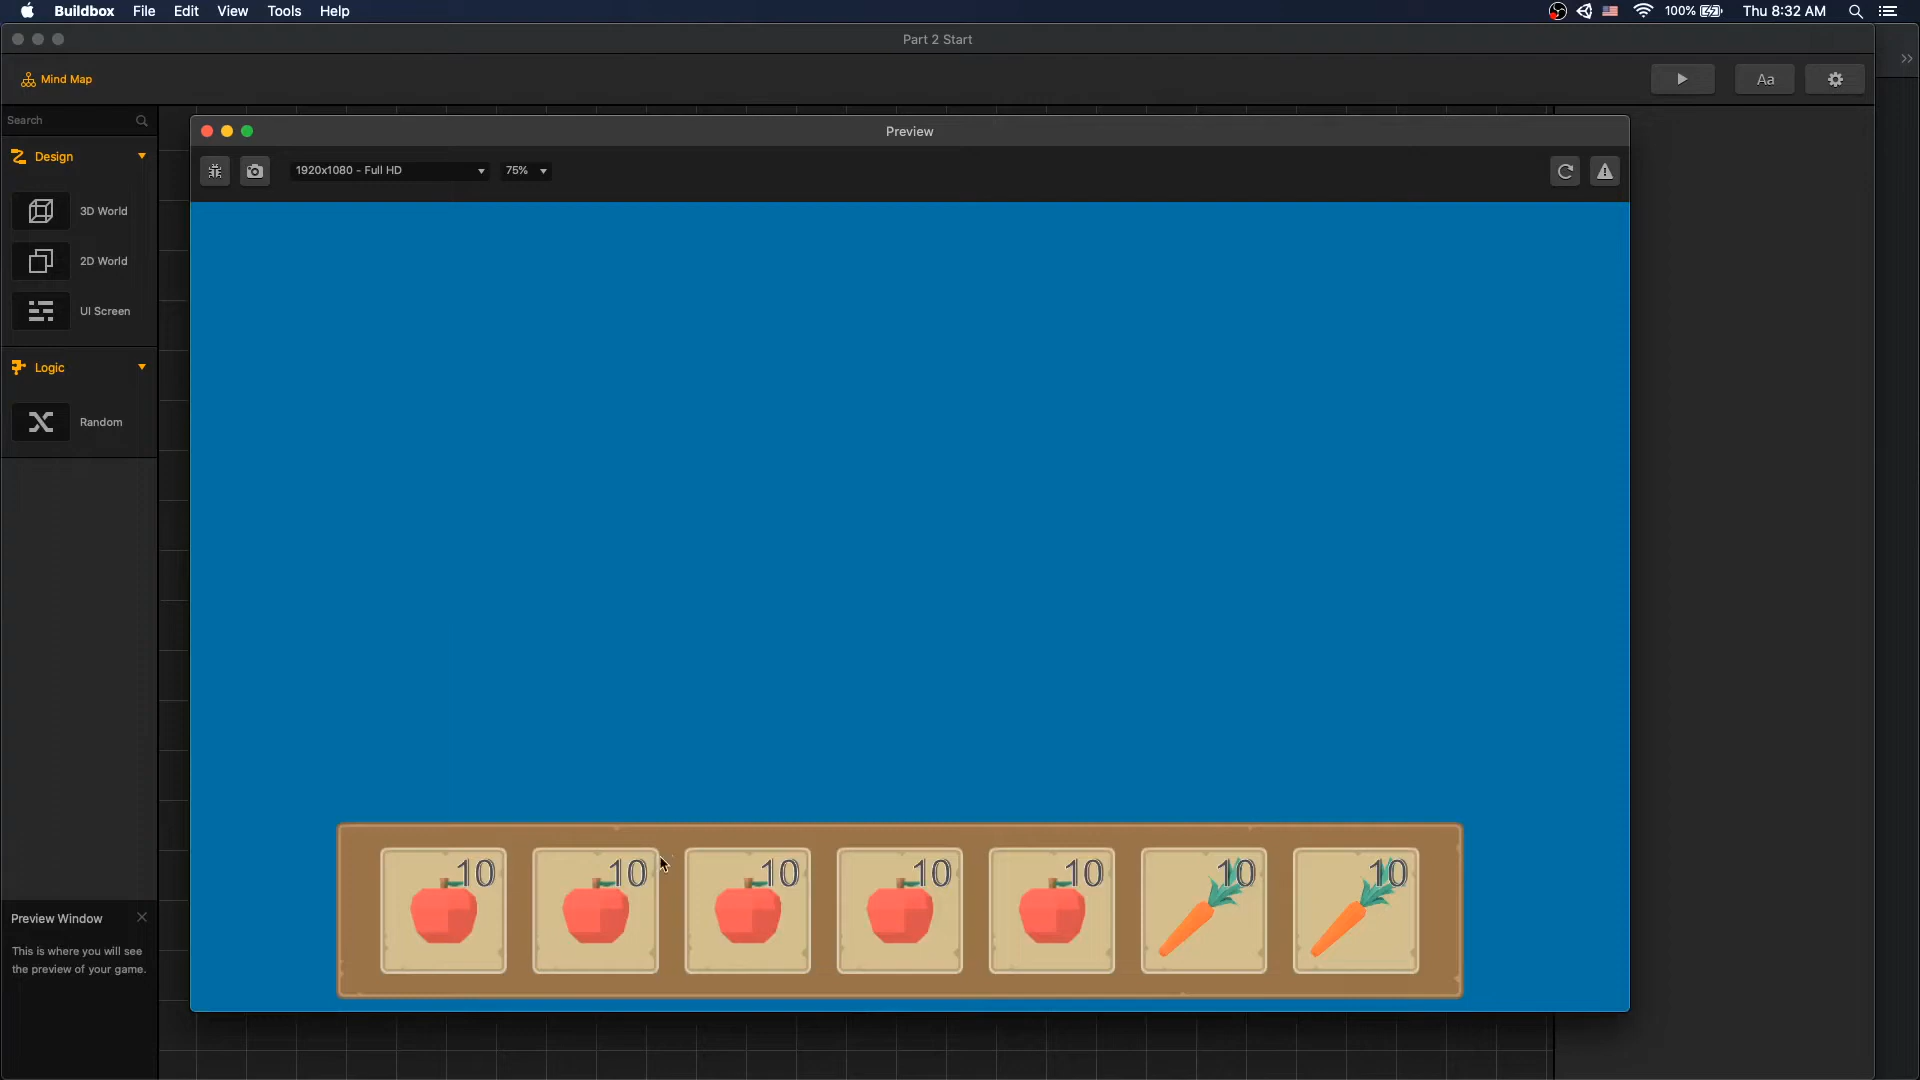 Buildbox File Edit View Tools Help 100% Thu 8:32 AM
Part 2 Start
Mind Map
Aa
Search
Preview
Design
1920x1080 - Full HD 75%
3D World
2D World
UI Screen
Logic
Random
10 10 10 10 10 10 10
Preview Window
This is where you will see
the preview of your game.